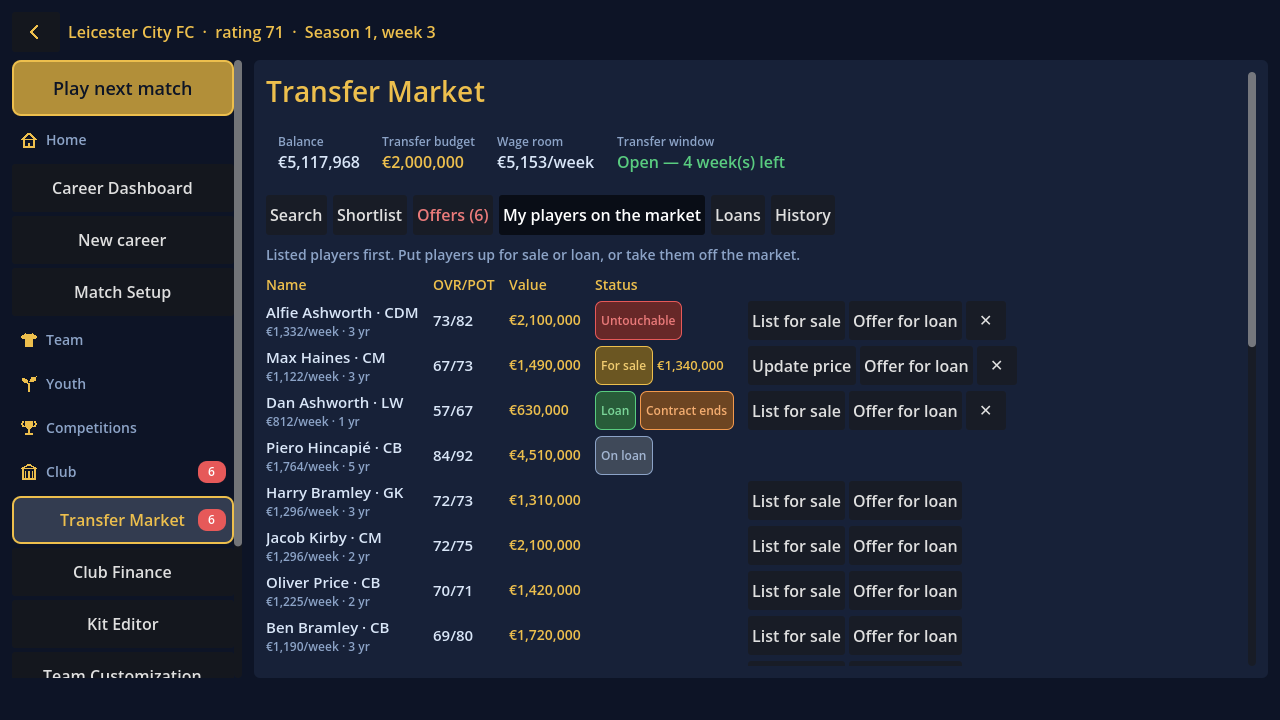 Leicester City FC · rating 71 · Season 1, week 3
Play next match
Home
Career Dashboard
New career
Match Setup
Team
Youth
Competitions
Club 6
Transfer Market 6
Club Finance
Kit Editor
Team Customization
Transfer Market
Balance Transfer budget Wage room Transfer window
€5,117,968 €2,000,000 €5,153/week Open — 4 week(s) left
Search Shortlist Offers (6) My players on the market Loans History
Listed players first. Put players up for sale or loan, or take them off the market.
Name OVR/POT Value Status
Alfie Ashworth · CDM 73/82 €2,100,000 Untouchable List for sale Offer for loan ×
€1,332/week · 3 yr
Max Haines · CM 67/73 €1,490,000 For sale €1,340,000 Update price Offer for loan ×
€1,122/week · 3 yr
Dan Ashworth · LW 57/67 €630,000 Loan Contract ends List for sale Offer for loan ×
€812/week · 1 yr
Piero Hincapié · CB 84/92 €4,510,000 On loan
€1,764/week · 5 yr
Harry Bramley · GK 72/73 €1,310,000 List for sale Offer for loan
€1,296/week · 3 yr
Jacob Kirby · CM 72/75 €2,100,000 List for sale Offer for loan
€1,296/week · 2 yr
Oliver Price · CB 70/71 €1,420,000 List for sale Offer for loan
€1,225/week · 2 yr
Ben Bramley · CB 69/80 €1,720,000 List for sale Offer for loan
€1,190/week · 3 yr